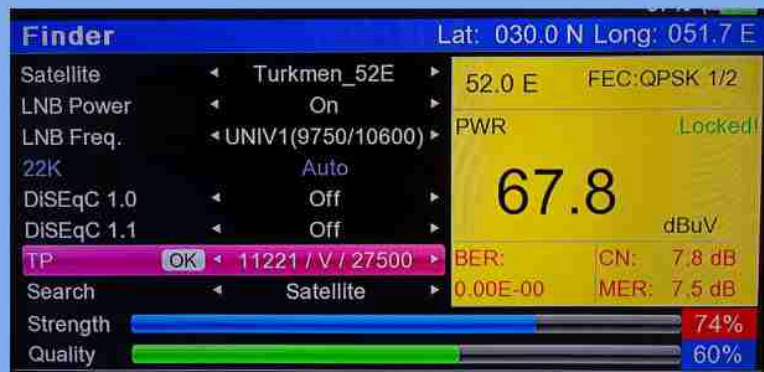 Finder Lat: 030.0 N Long: 051.7 E
Satellite Turkmen_52E
LNB Power On
LNB Freq. UNIV1(9750/10600)
22K Auto
DiSEqC 1.0 Off
DiSEqC 1.1 Off
TP OK 11221 / V / 27500
Search Satellite
52.0 E FEC:QPSK 1/2
PWR Locked!
67.8
dBuV
BER: CN: 7.8 dB
0.00E-00 MER: 7.5 dB
Strength 74%
Quality 60%